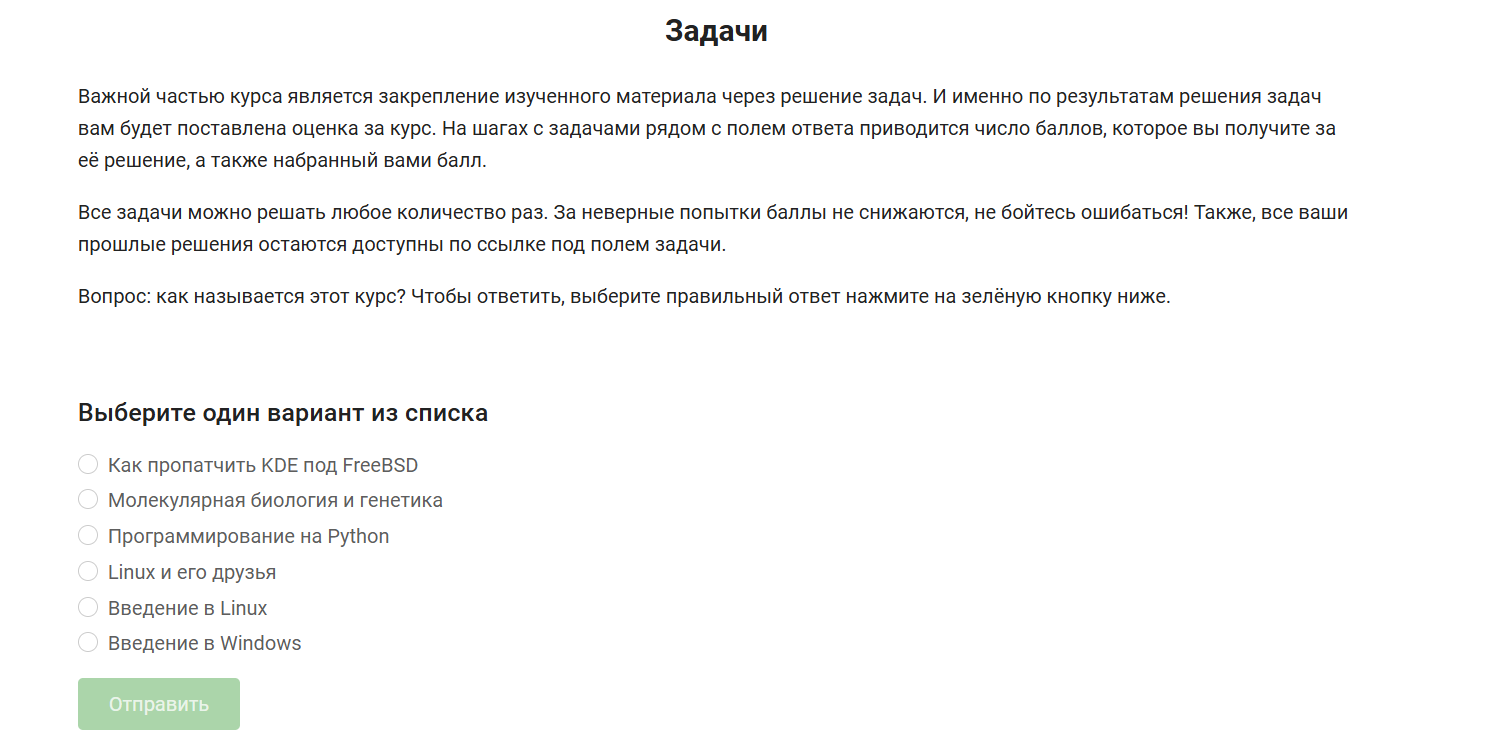 Задачи
Важной частью курса является закрепление изученного материала через решение задач. И именно по результатам решения задач
вам будет поставлена оценка за курс. На шагах с задачами рядом с полем ответа приводится число баллов, которое вы получите за
её решение, а также набранный вами балл.
Все задачи можно решать любое количество раз. За неверные попытки баллы не снижаются, не бойтесь ошибаться! Также, все ваши
прошлые решения остаются доступны по ссылке под полем задачи.
Вопрос: как называется этот курс? Чтобы ответить, выберите правильный ответ нажмите на зелёную кнопку ниже.
Выберите один вариант из списка
Как пропатчить KDE под FreeBSD
Молекулярная биология и генетика
Программирование на Python
Linux и его друзья
Введение в Linux
Введение в Windows
Отправить